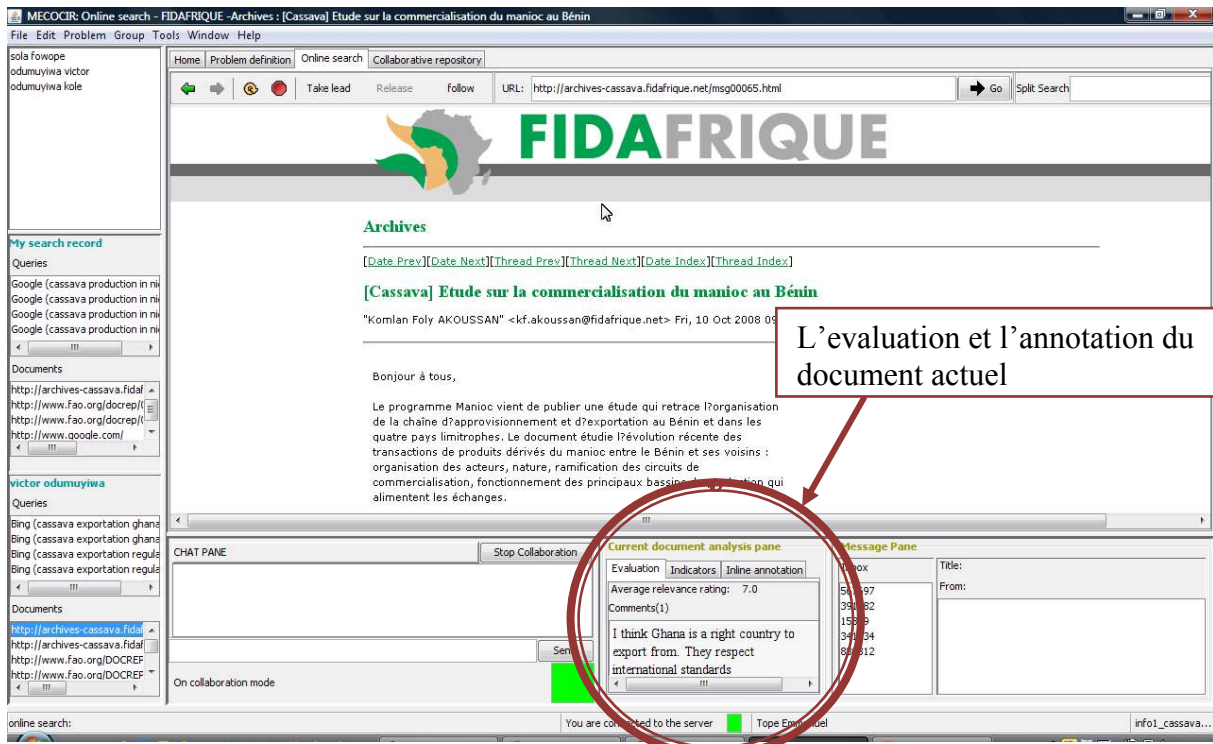 MECOCIR: Online search - FIDAFRIQUE -Archives : [Cassava] Etude sur la commercialisation du manioc au Bénin
File Edit Problem Group Tools Window Help
sola fowope
odumuyiwa victor
odumuyiwa kole
Home Problem definition Online search Collaborative repository
Take lead Release follow URL: http://archives-cassava.fidafrique.net/msg00065.html Go Split Search
FIDAFRIQUE
Archives
[Date Prev][Date Next][Thread Prev][Thread Next][Date Index][Thread Index]
[Cassava] Etude sur la commercialisation du manioc au Bénin
"Komlan Foly AKOUSSAN" <kf.akoussan@fidafrique.net> Fri, 10 Oct 2008
L'evaluation et l'annotation du
document actuel
Bonjour à tous,
Le programme Manioc vient de publier une étude qui retrace l?organisation
de la chaîne d?approvisionnement et d?exportation au Bénin et dans les
quatre pays limitrophes. Le document étudie l?évolution récente des
transactions de produits dérivés du manioc entre le Bénin et ses voisins :
organisation des acteurs, nature, ramification des circuits de
commercialisation, fonctionnement des principaux bassins qui
alimentent les échanges.
My search record
Queries
Google (cassava production in ni
Google (cassava production in ni
Google (cassava production in ni
Google (cassava production in ni
Documents
http://archives-cassava.fidaf
http://www.fao.org/docrep/(
http://www.fao.org/docrep/(
http://www.google.com/
victor odumuyiwa
Queries
Bing (cassava exportation ghana
Bing (cassava exportation ghana
Bing (cassava exportation regula
Bing (cassava exportation regula
Documents
http://archives-cassava.fidaf
http://archives-cassava.fidaf
http://www.fao.org/DOCREP
http://www.fao.org/DOCREP
CHAT PANE Stop Collaboration
Send
On collaboration mode
Current document analysis pane
Evaluation Indicators Inline annotation
Average relevance rating: 7.0
Comments(1)
I think Ghana is a right country to
export from. They respect
international standards
Message Pane
Title:
From:
online search: You are connected to the server Tope Emmanuel info1_cassava...